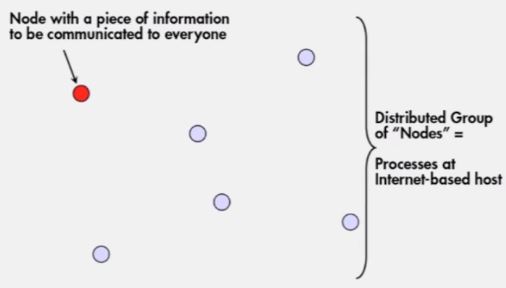 Node with a piece of information
to be communicated to everyone
Distributed Group
of “Nodes” =
Processes at
Internet-based host